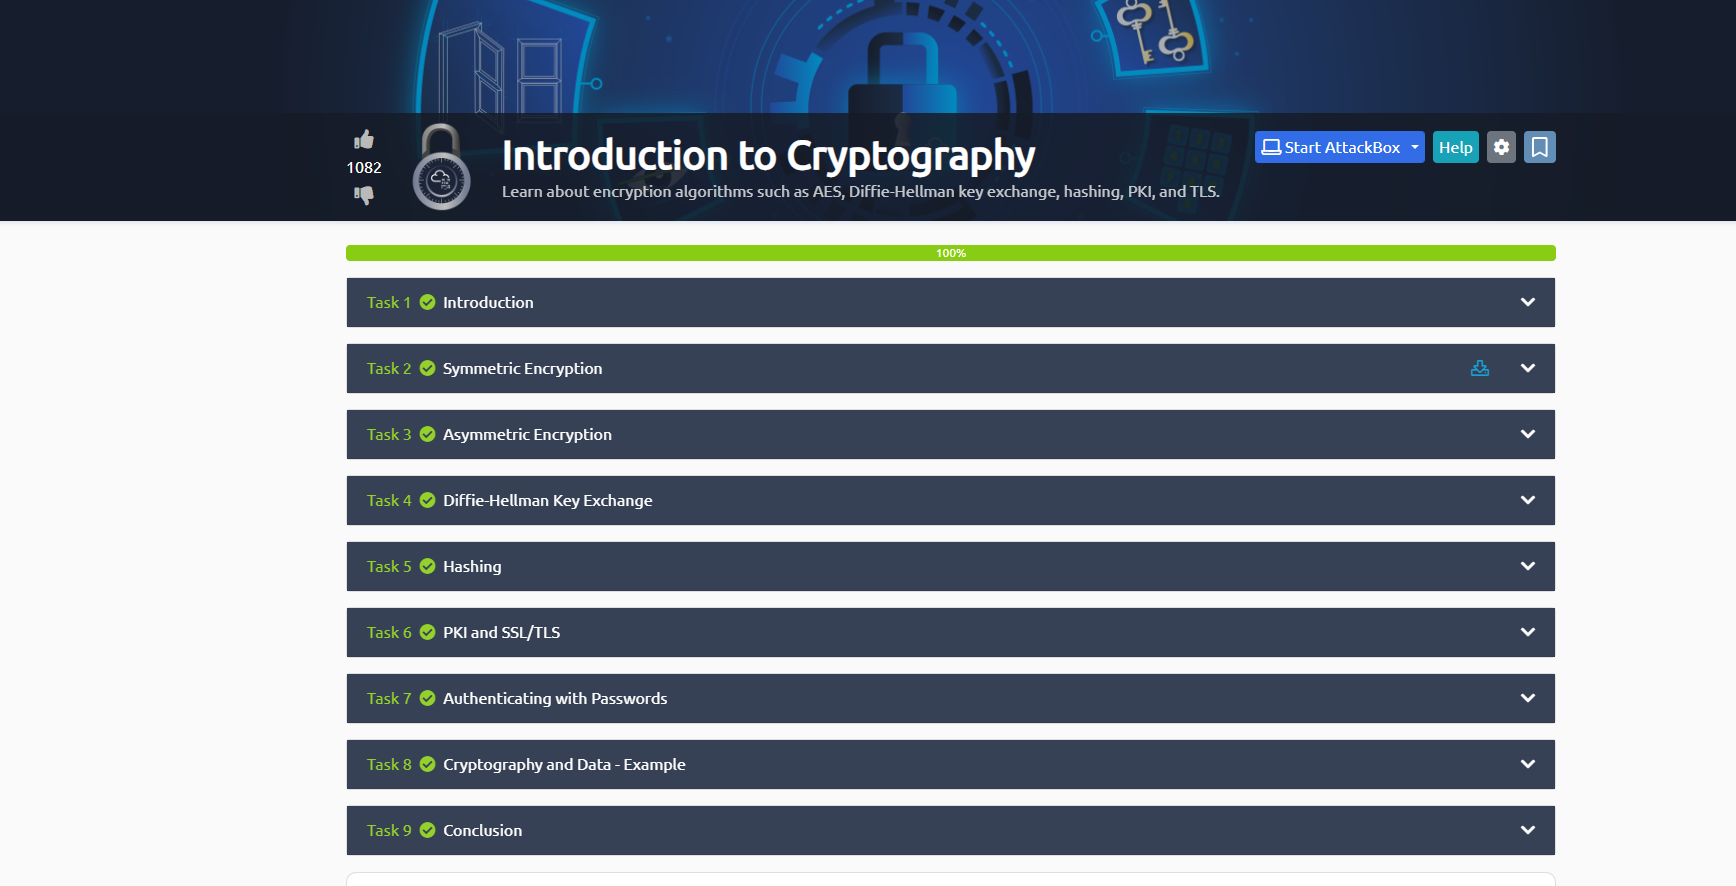 1082
Introduction to Cryptography
Learn about encryption algorithms such as AES, Diffie-Hellman key exchange, hashing, PKI, and TLS.
Start AttackBox
Help
100%
Task 1 Introduction
Task 2 Symmetric Encryption
Task 3 Asymmetric Encryption
Task 4 Diffie-Hellman Key Exchange
Task 5 Hashing
Task 6 PKI and SSL/TLS
Task 7 Authenticating with Passwords
Task 8 Cryptography and Data - Example
Task 9 Conclusion